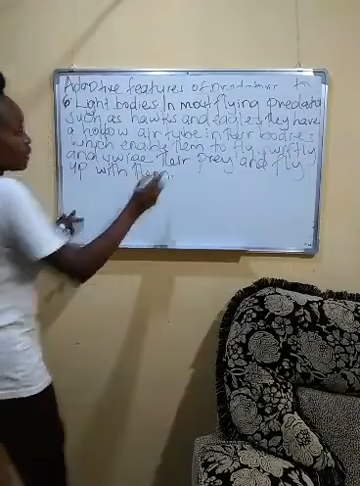 Adaptive features of predator to
6 Light bodies In most flying predators
such as hawks and eagles, they have
a hollow air tube in their bodies
which enable them to fly swiftly
and their prey and fly
up with them.